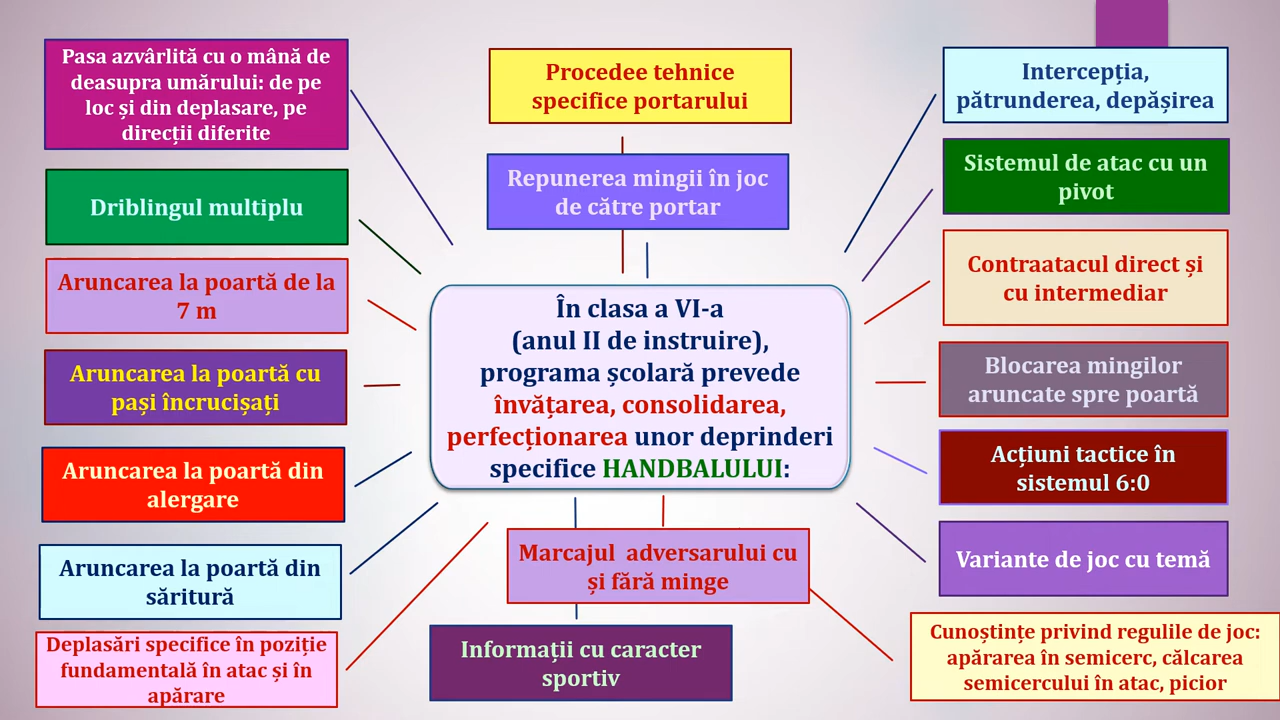 Pasa azvârlită cu o mână de
deasupra umărului: de pe
loc și din deplasare, pe
direcții diferite
Driblingul multiplu
Aruncarea la poartă de la
7 m
Aruncarea la poartă cu
pași încrucișați
Aruncarea la poartă din
alergare
Aruncarea la poartă din
săritură
Deplasări specifice în poziție
fundamentală în atac și în
apărare
Procedee tehnice
specifice portarului
Repunerea mingii în joc
de către portar
În clasa a VI-a
(anul II de instruire),
programa școlară prevede
învățarea, consolidarea,
perfecționarea unor deprinderi
specifice HANDBALULUI:
Marcajul  adversarului cu
și fără minge
Informații cu caracter
sportiv
Intercepția,
pătrunderea, depășirea
Sistemul de atac cu un
pivot
Contraatacul direct și
cu intermediar
Blocarea mingilor
aruncate spre poartă
Acțiuni tactice în
sistemul 6:0
Variante de joc cu temă
Cunoștințe privind regulile de joc:
apărarea în semicerc, călcarea
semicercului în atac, picior